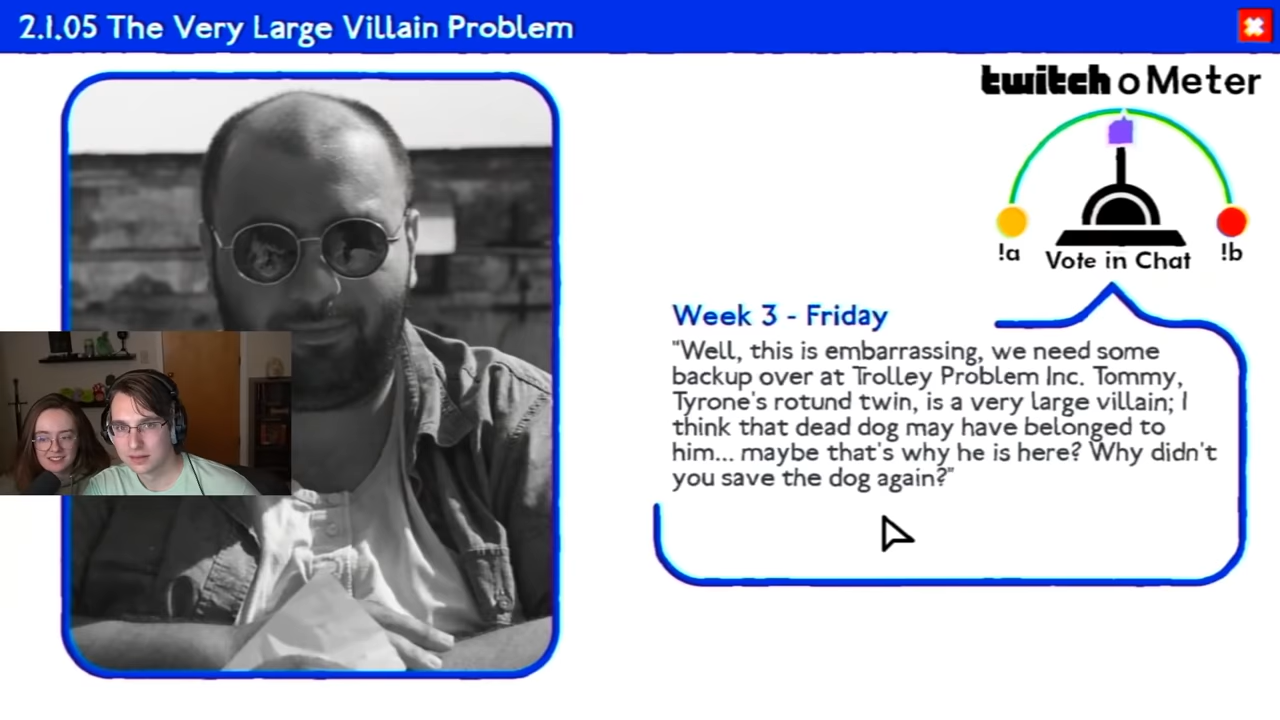 2.1.05 The Very Large Villain Problem
twitch o Meter
!a
Vote in Chat
!b
Week 3 - Friday
"Well, this is embarrassing, we need some
backup over at Trolley Problem Inc. Tommy,
Tyrone's rotund twin, is a very large villain; I
think that dead dog may have belonged to
him... maybe that's why he is here? Why didn't
you save the dog again?"